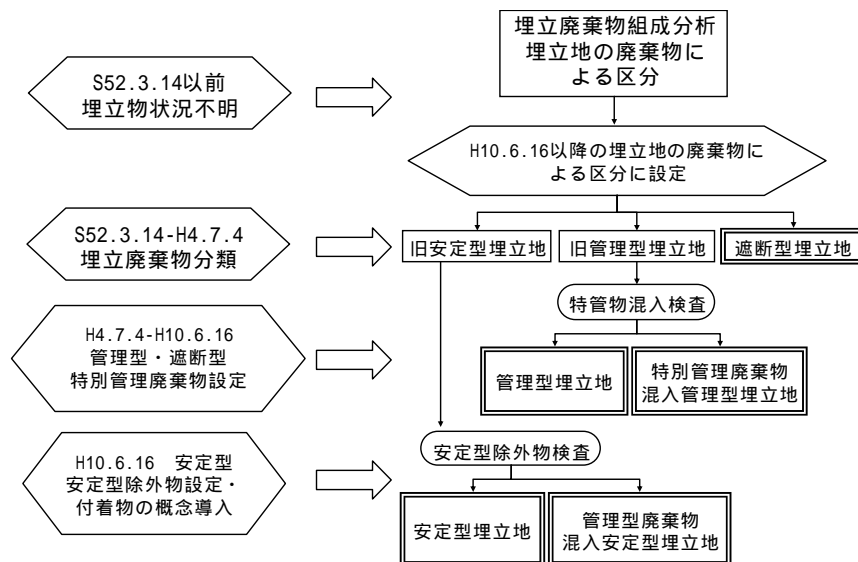 埋立廃棄物組成分析
埋立地の廃棄物に
よる区分
S52.3.14以前
埋立物状況不明
H10.6.16以降の埋立地の廃棄物に
よる区分に設定
S52.3.14-H4.7.4
埋立廃棄物分類
旧安定型埋立地
旧管理型埋立地
遮断型埋立地
特管物混入検査
H4.7.4-H10.6.16
管理型・遮断型
特別管理廃棄物設定
管理型埋立地
特別管理廃棄物
混入管理型埋立地
安定型除外物検査
H10.6.16 安定型
安定型除外物設定・
付着物の概念導入
安定型埋立地
管理型廃棄物
混入安定型埋立地